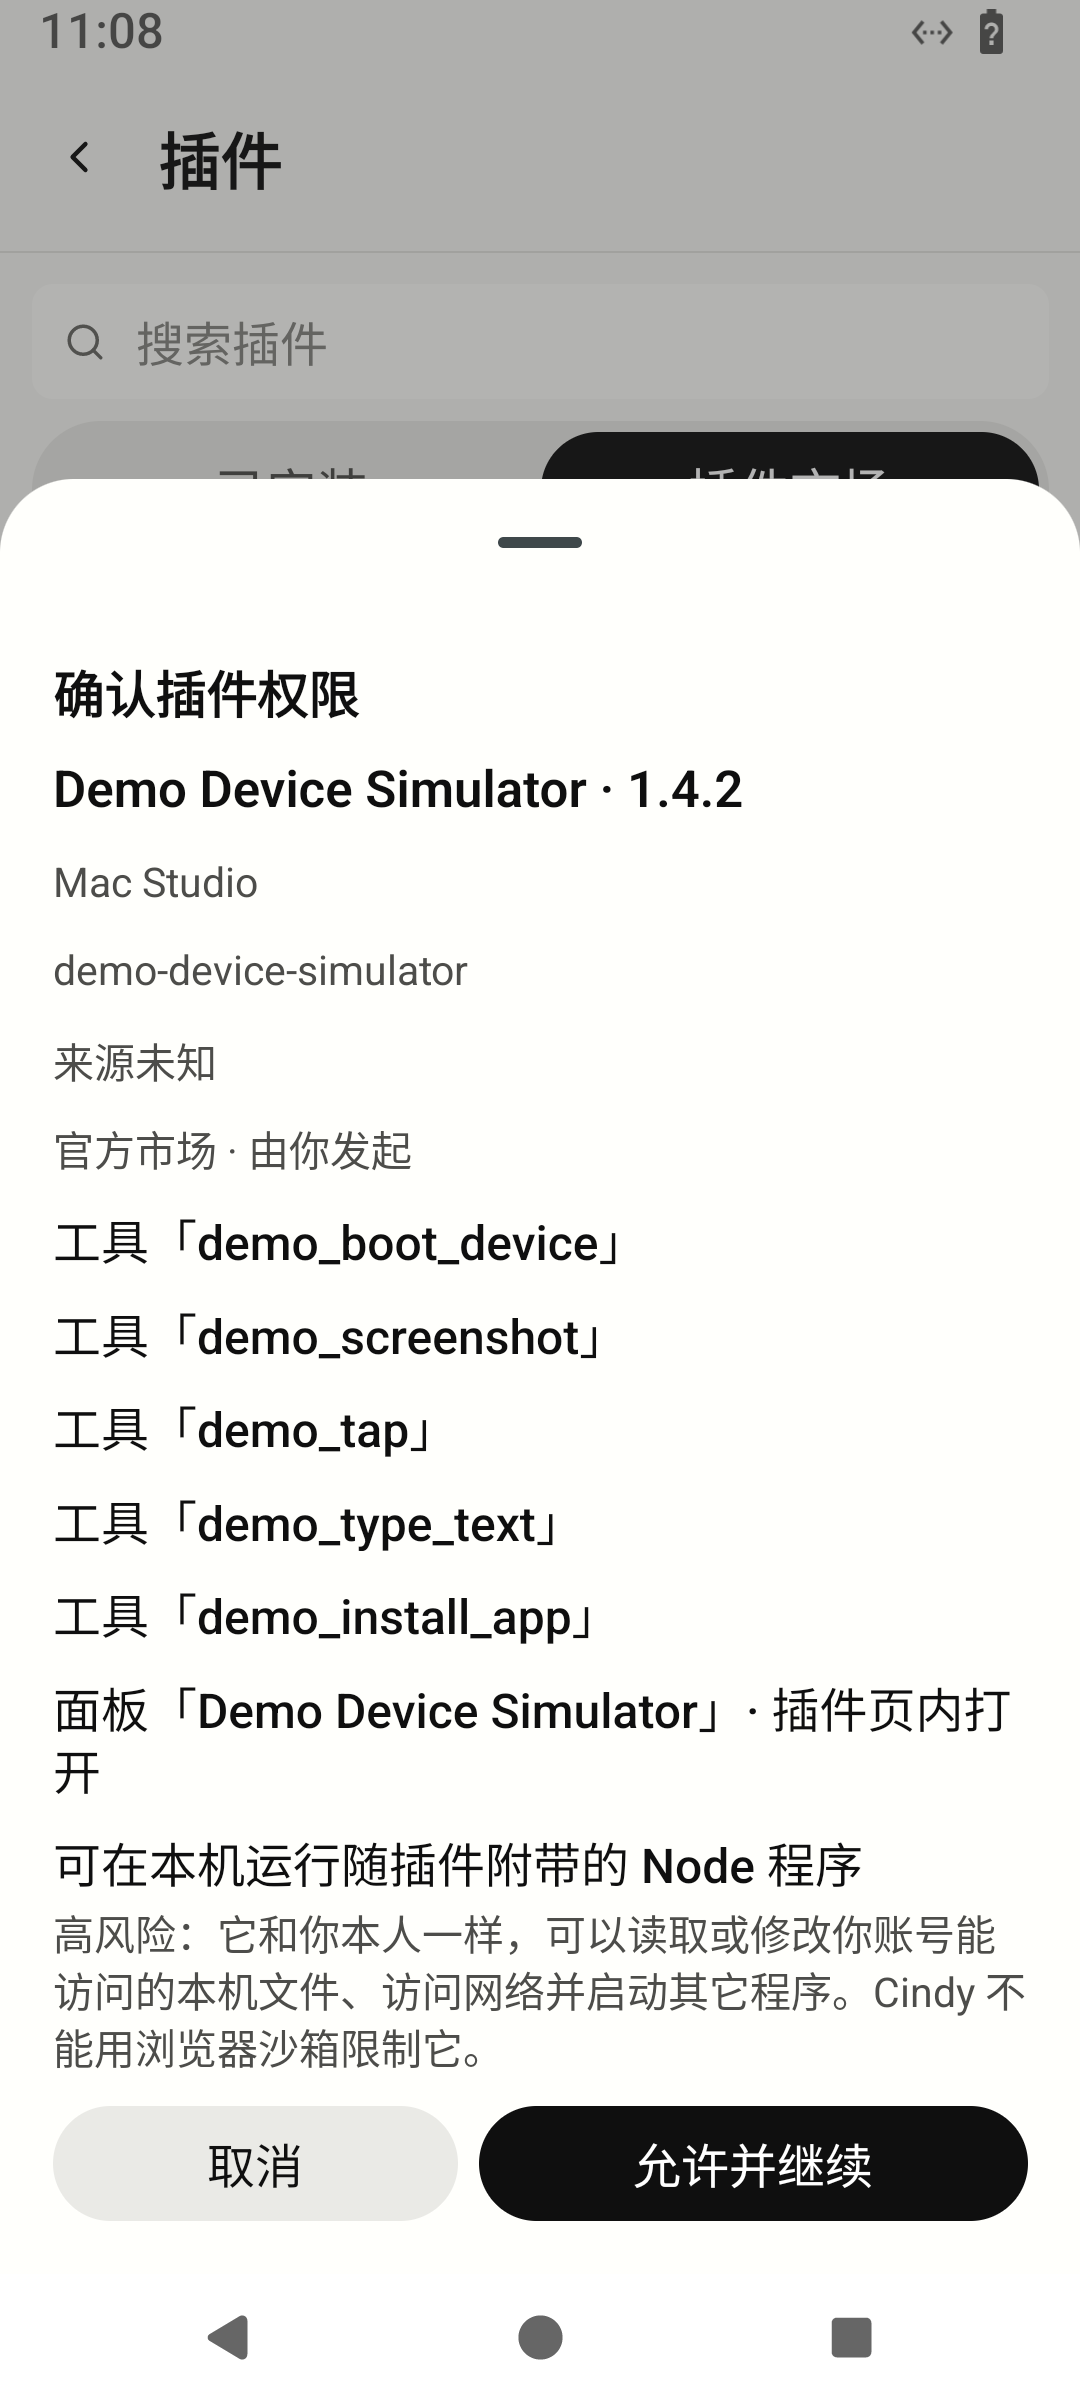 11:08
插件
搜索插件
已安装
插件市场
确认插件权限
Demo Device Simulator · 1.4.2
Mac Studio
demo-device-simulator
来源未知
官方市场 · 由你发起
工具「demo_boot_device」
工具「demo_screenshot」
工具「demo_tap」
工具「demo_type_text」
工具「demo_install_app」
面板「Demo Device Simulator」· 插件页内打
开
可在本机运行随插件附带的 Node 程序
高风险：它和你本人一样，可以读取或修改你账号能
访问的本机文件、访问网络并启动其它程序。Cindy 不
能用浏览器沙箱限制它。
取消
允许并继续